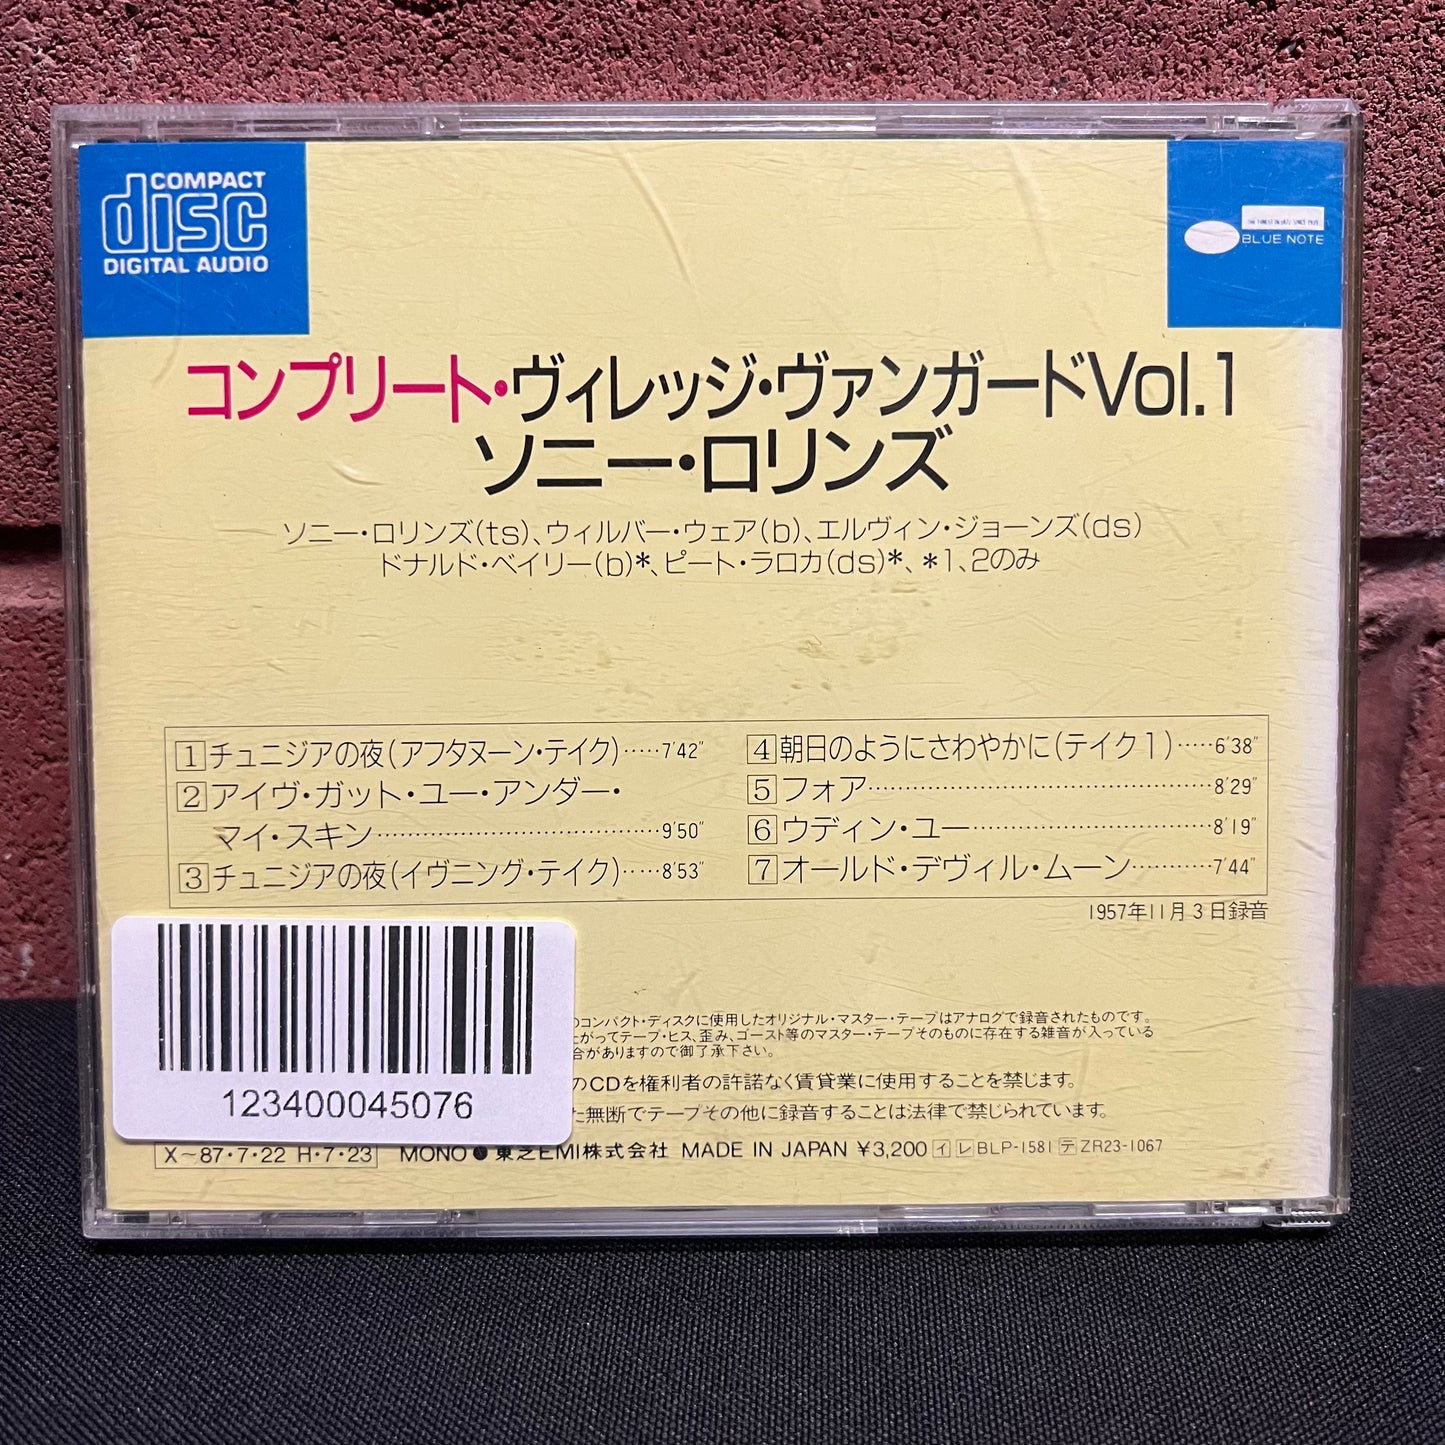 COMPACT
disc
DIGITAL AUDIO
BLUE NOTE
コンプリート・ヴィレッジ・ヴァンガードVol.1
ソニー・ロリンズ
ソニー・ロリンズ(ts)、ウィルバー・ウェア(b)、エルヴィン・ジョーンズ(ds)
ドナルド・ベイリー(b)*、ピート・ラロカ(ds)*、*1、2のみ
1 チュニジアの夜(アフタヌーン・テイク)·····7'42"
2 アイヴ・ガット・ユー・アンダー・
マイ・スキン·····9'50"
3 チュニジアの夜(イヴニング・テイク)·····8'53"
4 朝日のようにさわやかに(テイク1)·····6'38"
5 フォア·····8'29"
6 ウディン・ユー·····8'19"
7 オールド・デヴィル・ムーン·····7'44"
1957年11月3日録音
のコンパクト・ディスクに使用したオリジナル・マスター・テープはアナログで録音されたものです。
がってテープ・ヒス、歪み、ゴースト等のマスター・テープそのものに存在する雑音が入っている
合がありますので御了承下さい。
のCDを権利者の許諾なく賃貸業に使用することを禁じます。
た無断でテープその他に録音することは法律で禁じられています。
123400045076
X〜87・7・22 H・7・23 MONO 東芝EMI株式会社 MADE IN JAPAN ¥3,200 イレBLP-1581 テZR23-1067